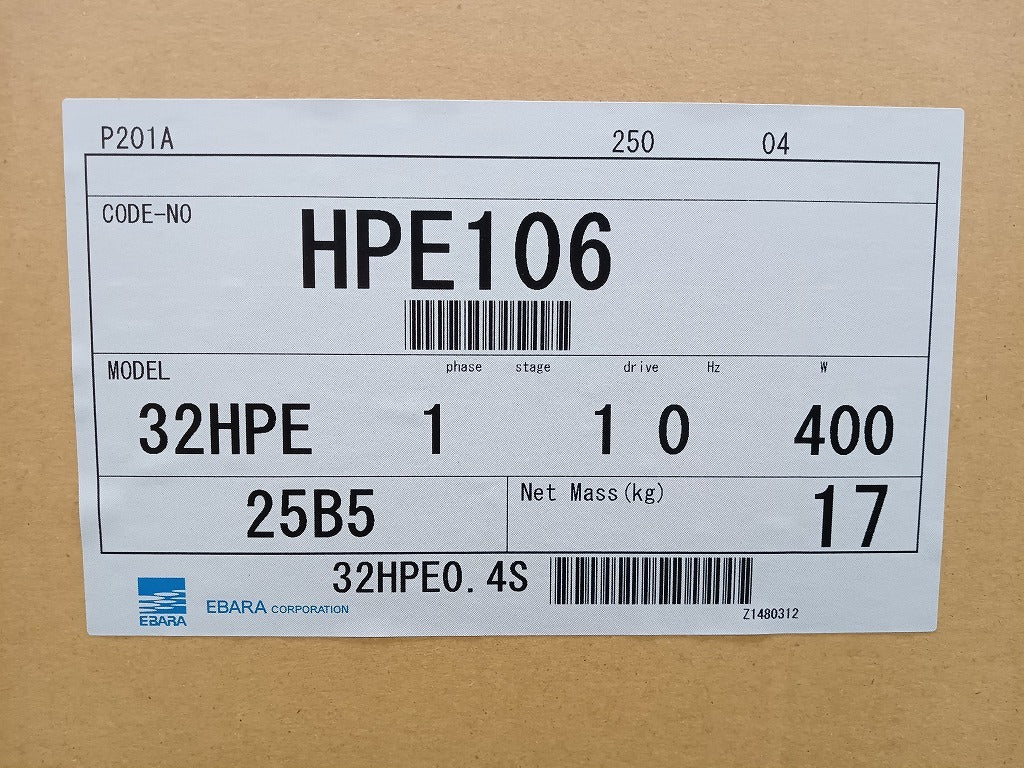 P201A 250 04
CODE-NO
HPE106
MODEL phase stage drive Hz W
32HPE 1 1 0 400
25B5 Net Mass(kg) 17
32HPE0.4S
EBARA EBARA CORPORATION
Z1480312